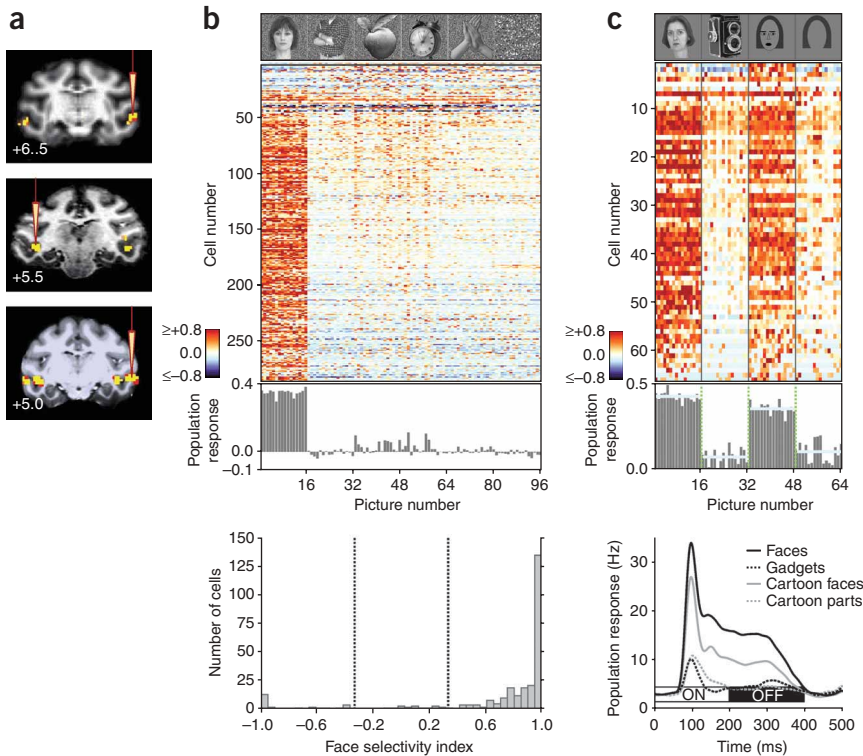 a
+6..5
+5.5
+5.0
b
Cell number
50
100
150
200
250
≥+0.8
0.0
≤−0.8
Population response
0.4
0.0
−0.1
16 32 48 64 80 96
Picture number
Number of cells
150
125
100
75
50
25
0
−1.0 −0.6 −0.2 0.2 0.6 1.0
Face selectivity index
c
Cell number
10
20
30
40
50
60
≥+0.8
0.0
≤−0.8
Population response
0.5
0.0
16 32 48 64
Picture number
Population response (Hz)
30
20
10
0
Faces
Gadgets
Cartoon faces
Cartoon parts
ON OFF
0 100 200 300 400 500
Time (ms)